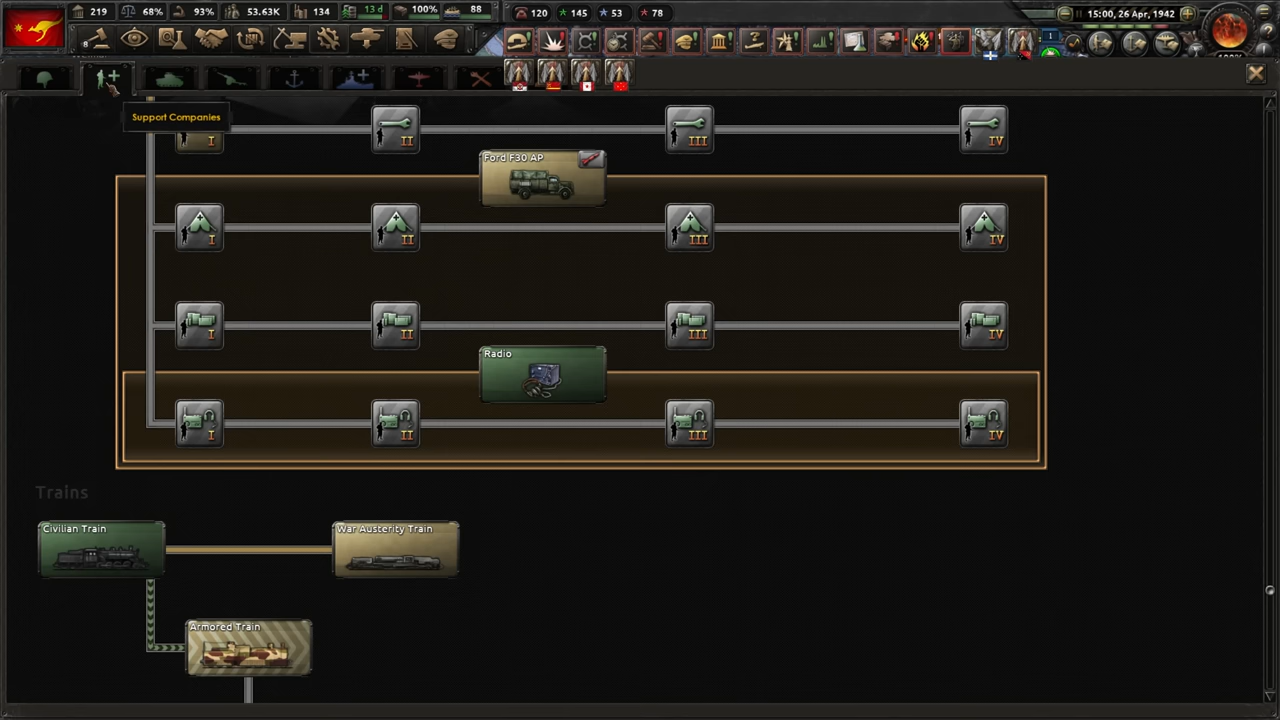 219 68% 93% 53.63K 134 13 d 100% 88 120 145 53 78 15:00, 26 Apr, 1942
8
1
Support Companies
I II III IV
Ford F30 AP
I II III IV
I II III IV
Radio
I II III IV
Trains
Civilian Train War Austerity Train
Armored Train